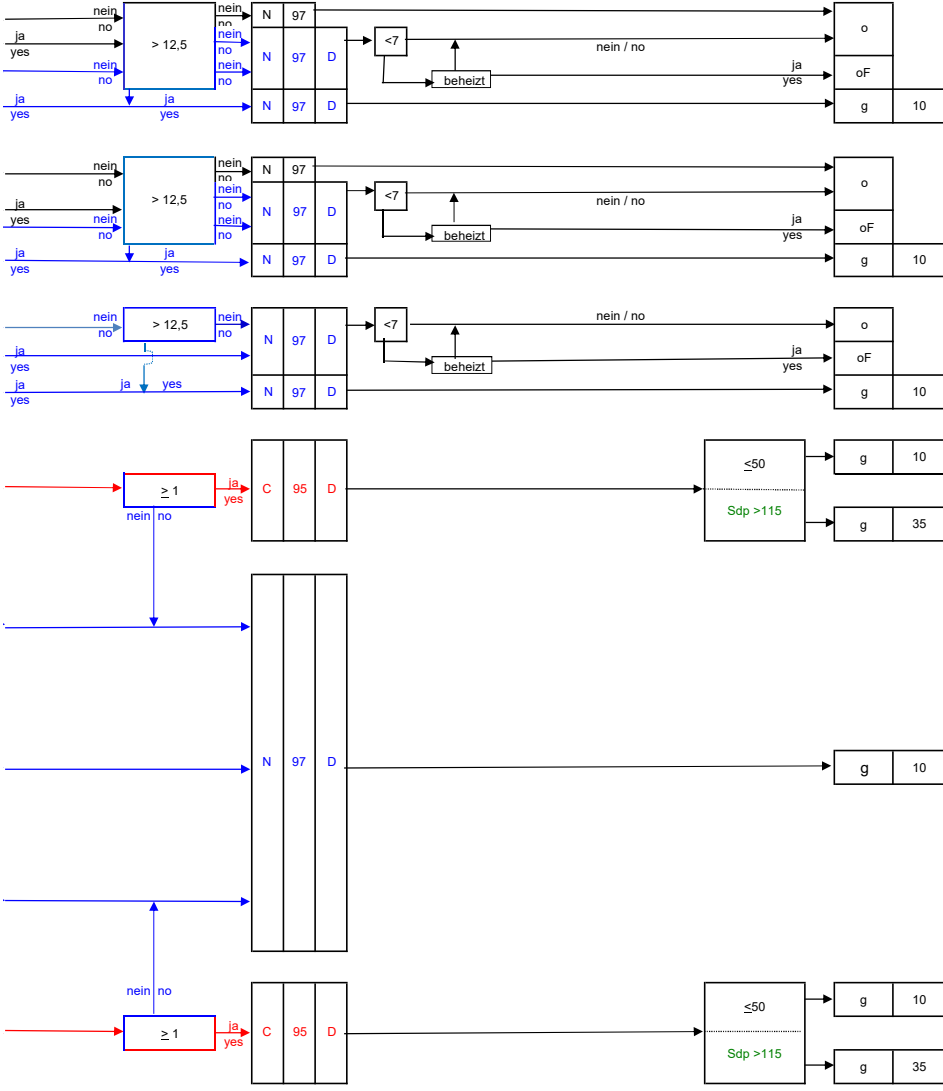 nein
no
ja
yes
nein
no
ja
yes
> 12,5
ja
yes
nein
no
nein
no
nein
no
N 97
N 97 D
N 97 D
<7
beheizt
nein / no
ja
yes
o
oF
g 10
nein
no
ja
yes
nein
no
ja
yes
> 12,5
ja
yes
nein
no
nein
no
nein
no
N 97
N 97 D
N 97 D
<7
beheizt
nein / no
ja
yes
o
oF
g 10
nein
no
ja
yes
ja
yes
> 12,5
ja yes
nein
no
N 97 D
N 97 D
<7
beheizt
nein / no
ja
yes
o
oF
g 10
≥ 1
nein no
ja
yes
C 95 D
≤50
Sdp >115
g 10
g 35
N 97 D
g 10
nein no
≥ 1
ja
yes
C 95 D
≤50
Sdp >115
g 10
g 35